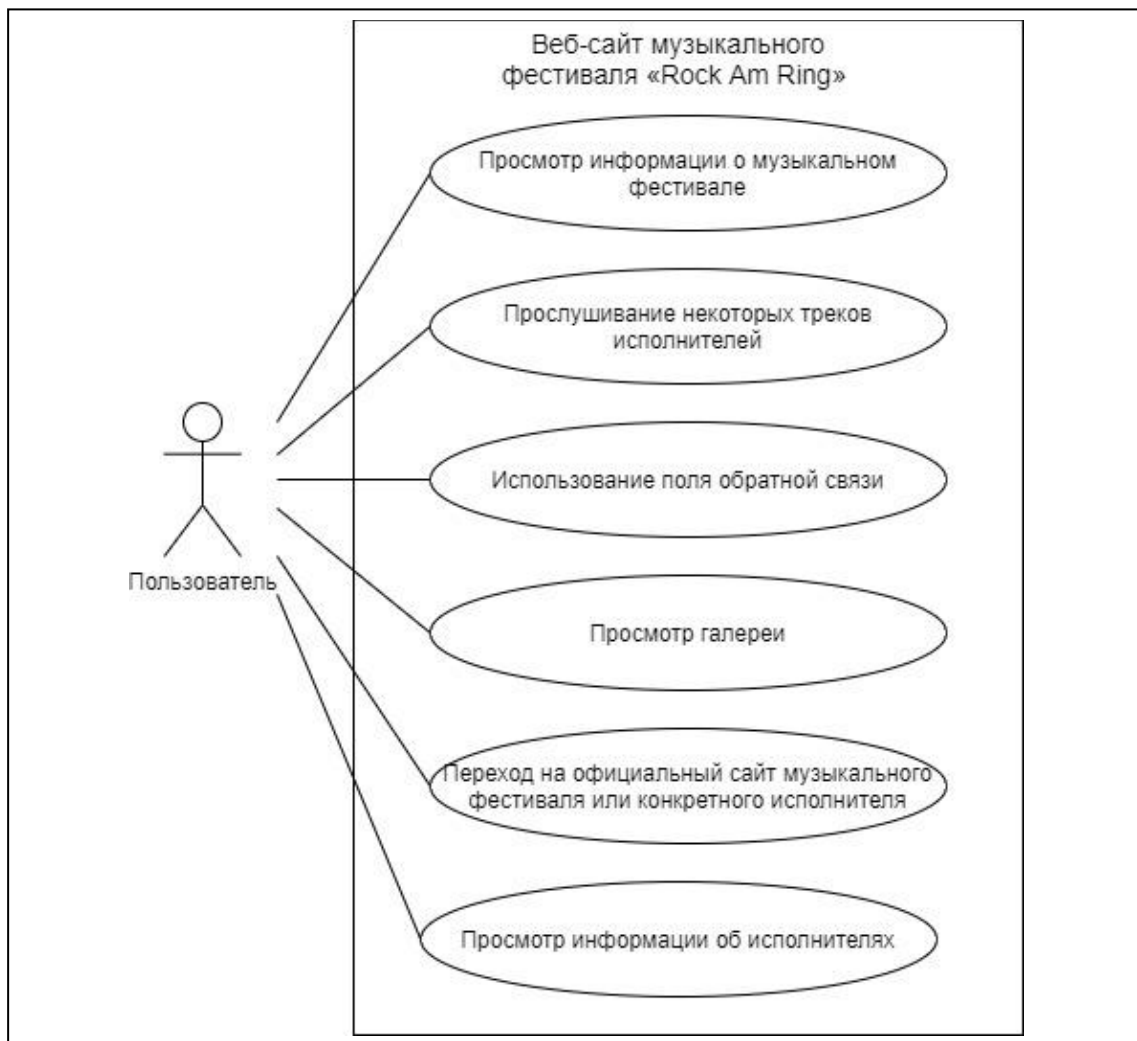 Веб-сайт музыкального
фестиваля «Rock Am Ring»
Просмотр информации о музыкальном
фестивале
Прослушивание некоторых треков
исполнителей
Использование поля обратной связи
Пользователь
Просмотр галереи
Переход на официальный сайт музыкального
фестиваля или конкретного исполнителя
Просмотр информации об исполнителях